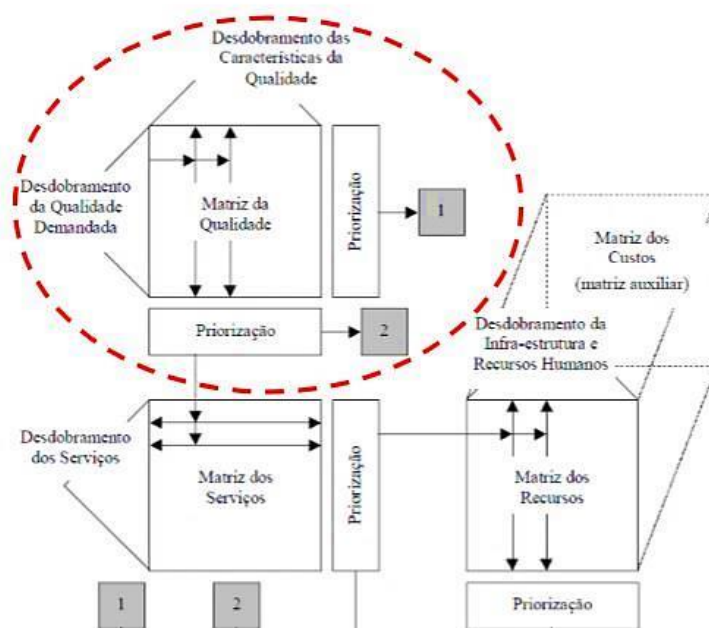 Desdobramento das
Características da
Qualidade
Desdobramento
da Qualidade
Demandada
Matriz da
Qualidade
Priorização
1
Priorização
2
Matriz dos
Custos
(matriz auxiliar)
Desdobramento da
Infra-estrutura e
Recursos Humanos
Desdobramento
dos Serviços
Matriz dos
Serviços
Priorização
Matriz dos
Recursos
1
2
Priorização